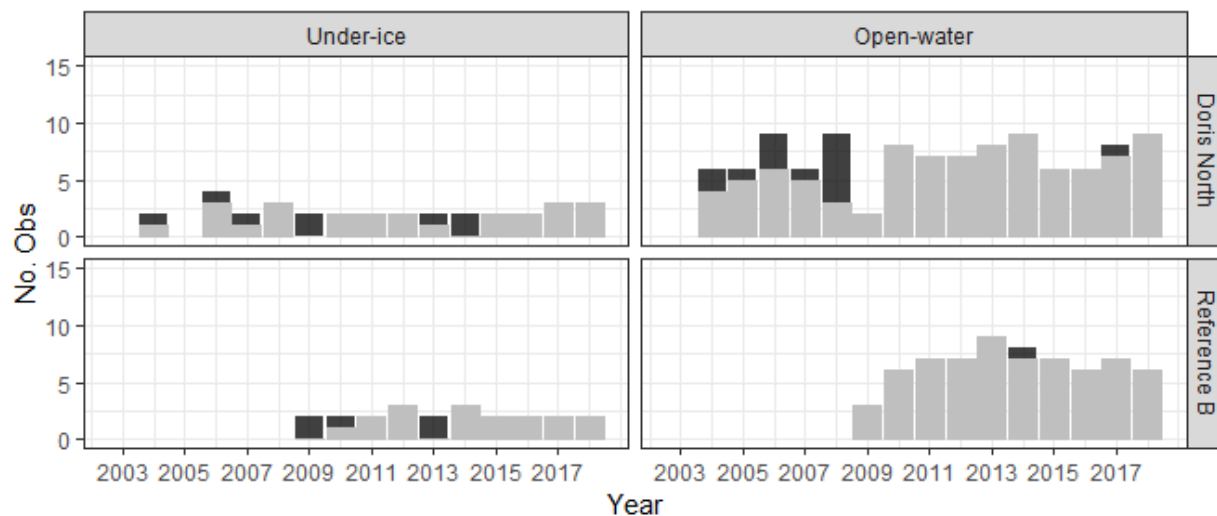 Under-ice Open-water
15
10
5
0
Doris North
15
10
5
0
Reference B
No. Obs
2003 2005 2007 2009 2011 2013 2015 2017 2003 2005 2007 2009 2011 2013 2015 2017
Year